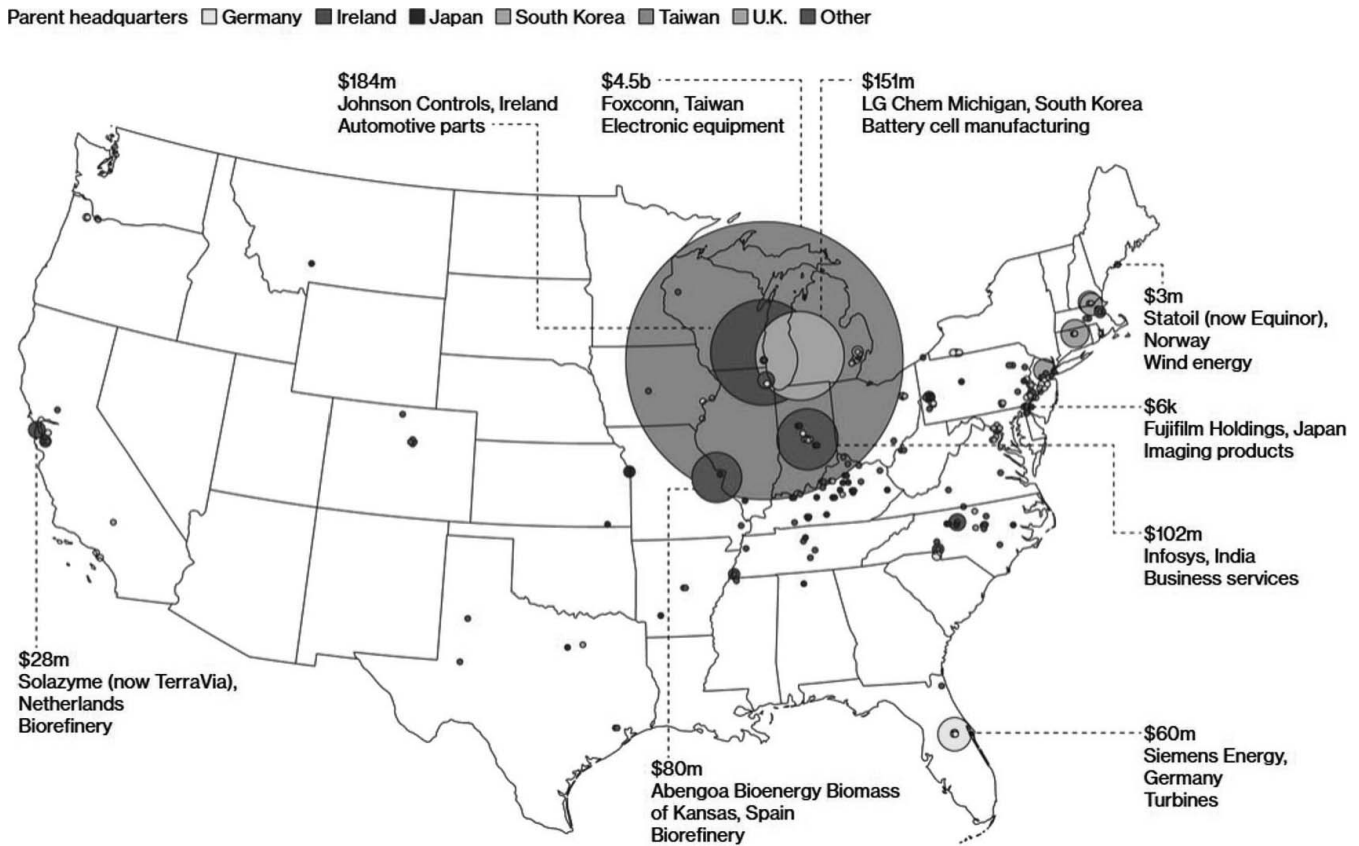 Parent headquarters Germany Ireland Japan South Korea Taiwan U.K. Other
$184m
Johnson Controls, Ireland
Automotive parts
$4.5b
Foxconn, Taiwan
Electronic equipment
$151m
LG Chem Michigan, South Korea
Battery cell manufacturing
$3m
Statoil (now Equinor),
Norway
Wind energy
$6k
Fujifilm Holdings, Japan
Imaging products
$102m
Infosys, India
Business services
$28m
Solazyme (now TerraVia),
Netherlands
Biorefinery
$80m
Abengoa Bioenergy Biomass
of Kansas, Spain
Biorefinery
$60m
Siemens Energy,
Germany
Turbines